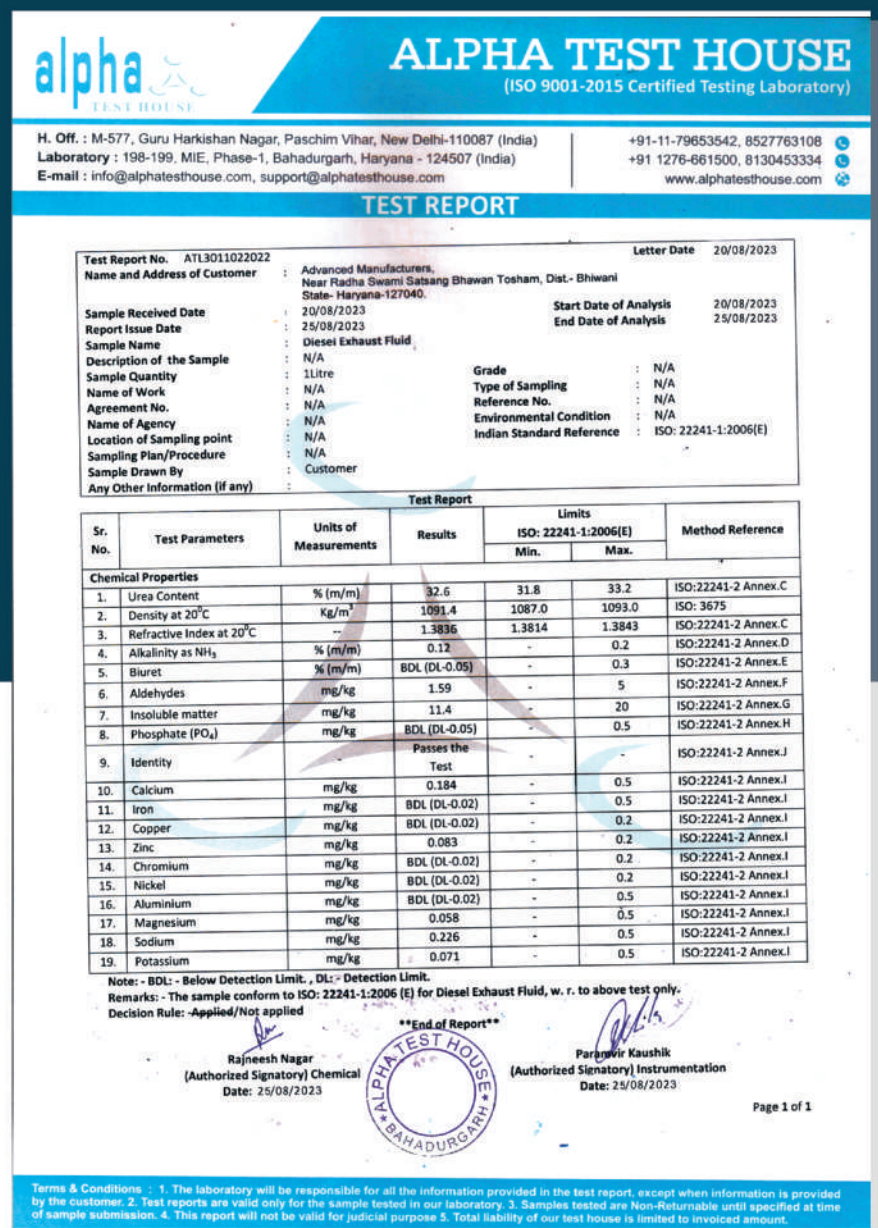 alpha
TEST HOUSE
ALPHA TEST HOUSE
(ISO 9001-2015 Certified Testing Laboratory)
H. Off. : M-577, Guru Harkishan Nagar, Paschim Vihar, New Delhi-110087 (India)
+91-11-79653542, 8527763108
Laboratory : 198-199, MIE, Phase-1, Bahadurgarh, Haryana - 124507 (India)
+91 1276-661500, 8130453334
E-mail : info@alphatesthouse.com, support@alphatesthouse.com
www.alphatesthouse.com
TEST REPORT
Test Report No. ATL3011022022 Letter Date 20/08/2023
Name and Address of Customer : Advanced Manufacturers,
Near Radha Swami Satsang Bhawan Tosham, Dist.- Bhiwani
State- Haryana-127040.
Sample Received Date : 20/08/2023 Start Date of Analysis 20/08/2023
Report Issue Date : 25/08/2023 End Date of Analysis 25/08/2023
Sample Name : Diesel Exhaust Fluid
Description of the Sample : N/A
Sample Quantity : 1Litre Grade : N/A
Name of Work : N/A Type of Sampling : N/A
Agreement No. : N/A Reference No. : N/A
Name of Agency : N/A Environmental Condition : N/A
Location of Sampling point : N/A Indian Standard Reference : ISO: 22241-1:2006(E)
Sampling Plan/Procedure : N/A
Sample Drawn By : Customer
Any Other Information (if any) :
Test Report
Sr. No. Test Parameters Units of Measurements Results Limits ISO: 22241-1:2006(E) Method Reference
Min. Max.
Chemical Properties
1. Urea Content % (m/m) 32.6 31.8 33.2 ISO:22241-2 Annex.C
2. Density at 20⁰C Kg/m³ 1091.4 1087.0 1093.0 ISO: 3675
3. Refractive Index at 20⁰C -- 1.3836 1.3814 1.3843 ISO:22241-2 Annex.C
4. Alkalinity as NH₃ % (m/m) 0.12 - 0.2 ISO:22241-2 Annex.D
5. Biuret % (m/m) BDL (DL-0.05) - 0.3 ISO:22241-2 Annex.E
6. Aldehydes mg/kg 1.59 - 5 ISO:22241-2 Annex.F
7. Insoluble matter mg/kg 11.4 - 20 ISO:22241-2 Annex.G
8. Phosphate (PO₄) mg/kg BDL (DL-0.05) - 0.5 ISO:22241-2 Annex.H
9. Identity - Passes the Test - - ISO:22241-2 Annex.J
10. Calcium mg/kg 0.184 - 0.5 ISO:22241-2 Annex.I
11. Iron mg/kg BDL (DL-0.02) - 0.5 ISO:22241-2 Annex.I
12. Copper mg/kg BDL (DL-0.02) - 0.2 ISO:22241-2 Annex.I
13. Zinc mg/kg 0.083 - 0.2 ISO:22241-2 Annex.I
14. Chromium mg/kg BDL (DL-0.02) - 0.2 ISO:22241-2 Annex.I
15. Nickel mg/kg BDL (DL-0.02) - 0.2 ISO:22241-2 Annex.I
16. Aluminium mg/kg BDL (DL-0.02) - 0.5 ISO:22241-2 Annex.I
17. Magnesium mg/kg 0.058 - 0.5 ISO:22241-2 Annex.I
18. Sodium mg/kg 0.226 - 0.5 ISO:22241-2 Annex.I
19. Potassium mg/kg 0.071 - 0.5 ISO:22241-2 Annex.I
Note: - BDL: - Below Detection Limit. , DL: - Detection Limit.
Remarks: - The sample conform to ISO: 22241-1:2006 (E) for Diesel Exhaust Fluid, w. r. to above test only.
Decision Rule: -Applied/Not applied
**End of Report**
Rajneesh Nagar
(Authorized Signatory) Chemical
Date: 25/08/2023
ALPHA TEST HOUSE
BAHADURGARH
Paramvir Kaushik
(Authorized Signatory) Instrumentation
Date: 25/08/2023
Page 1 of 1
Terms & Conditions : 1. The laboratory will be responsible for all the information provided in the test report, except when information is provided
by the customer. 2. Test reports are valid only for the sample tested in our laboratory. 3. Samples tested are Non-Returnable until specified at time
of sample submission. 4. This report will not be valid for judicial purpose 5. Total liability of our test house is limited to invoiced amount.